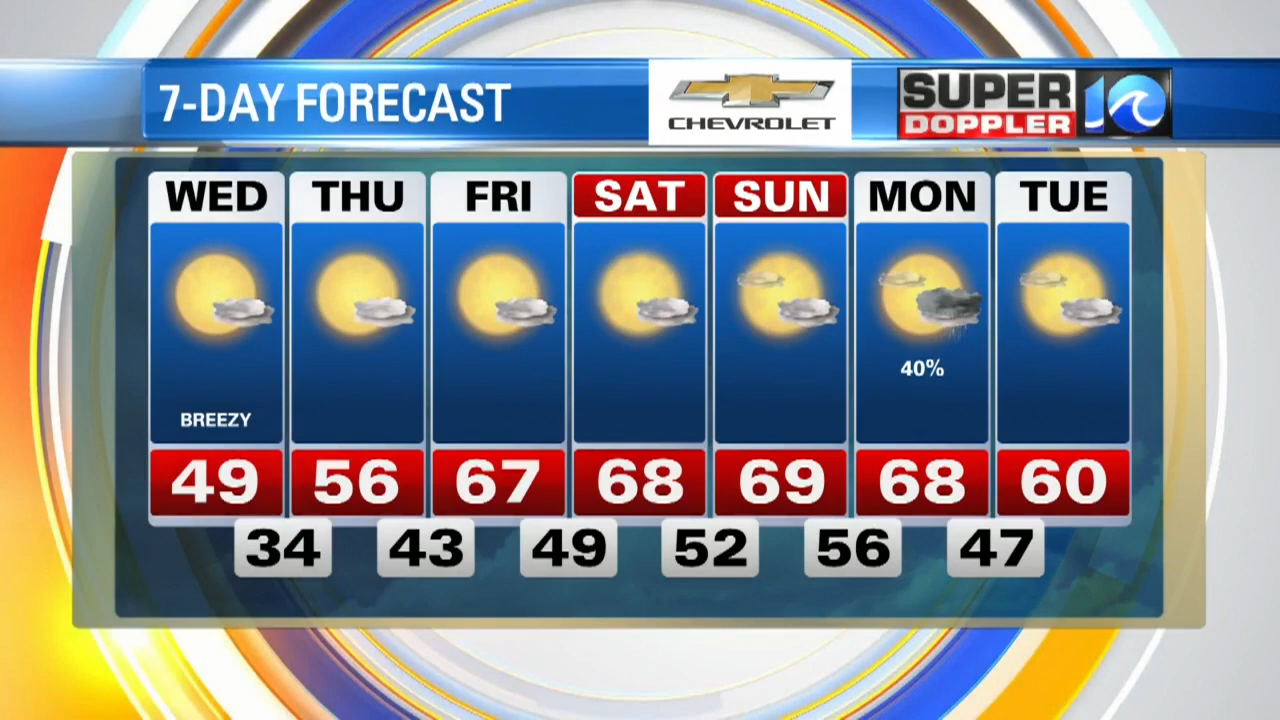 7-DAY FORECAST
CHEVROLET
SUPER
DOPPLER
10
WED THU FRI SAT SUN MON TUE
40%
BREEZY
49 56 67 68 69 68 60
34 43 49 52 56 47